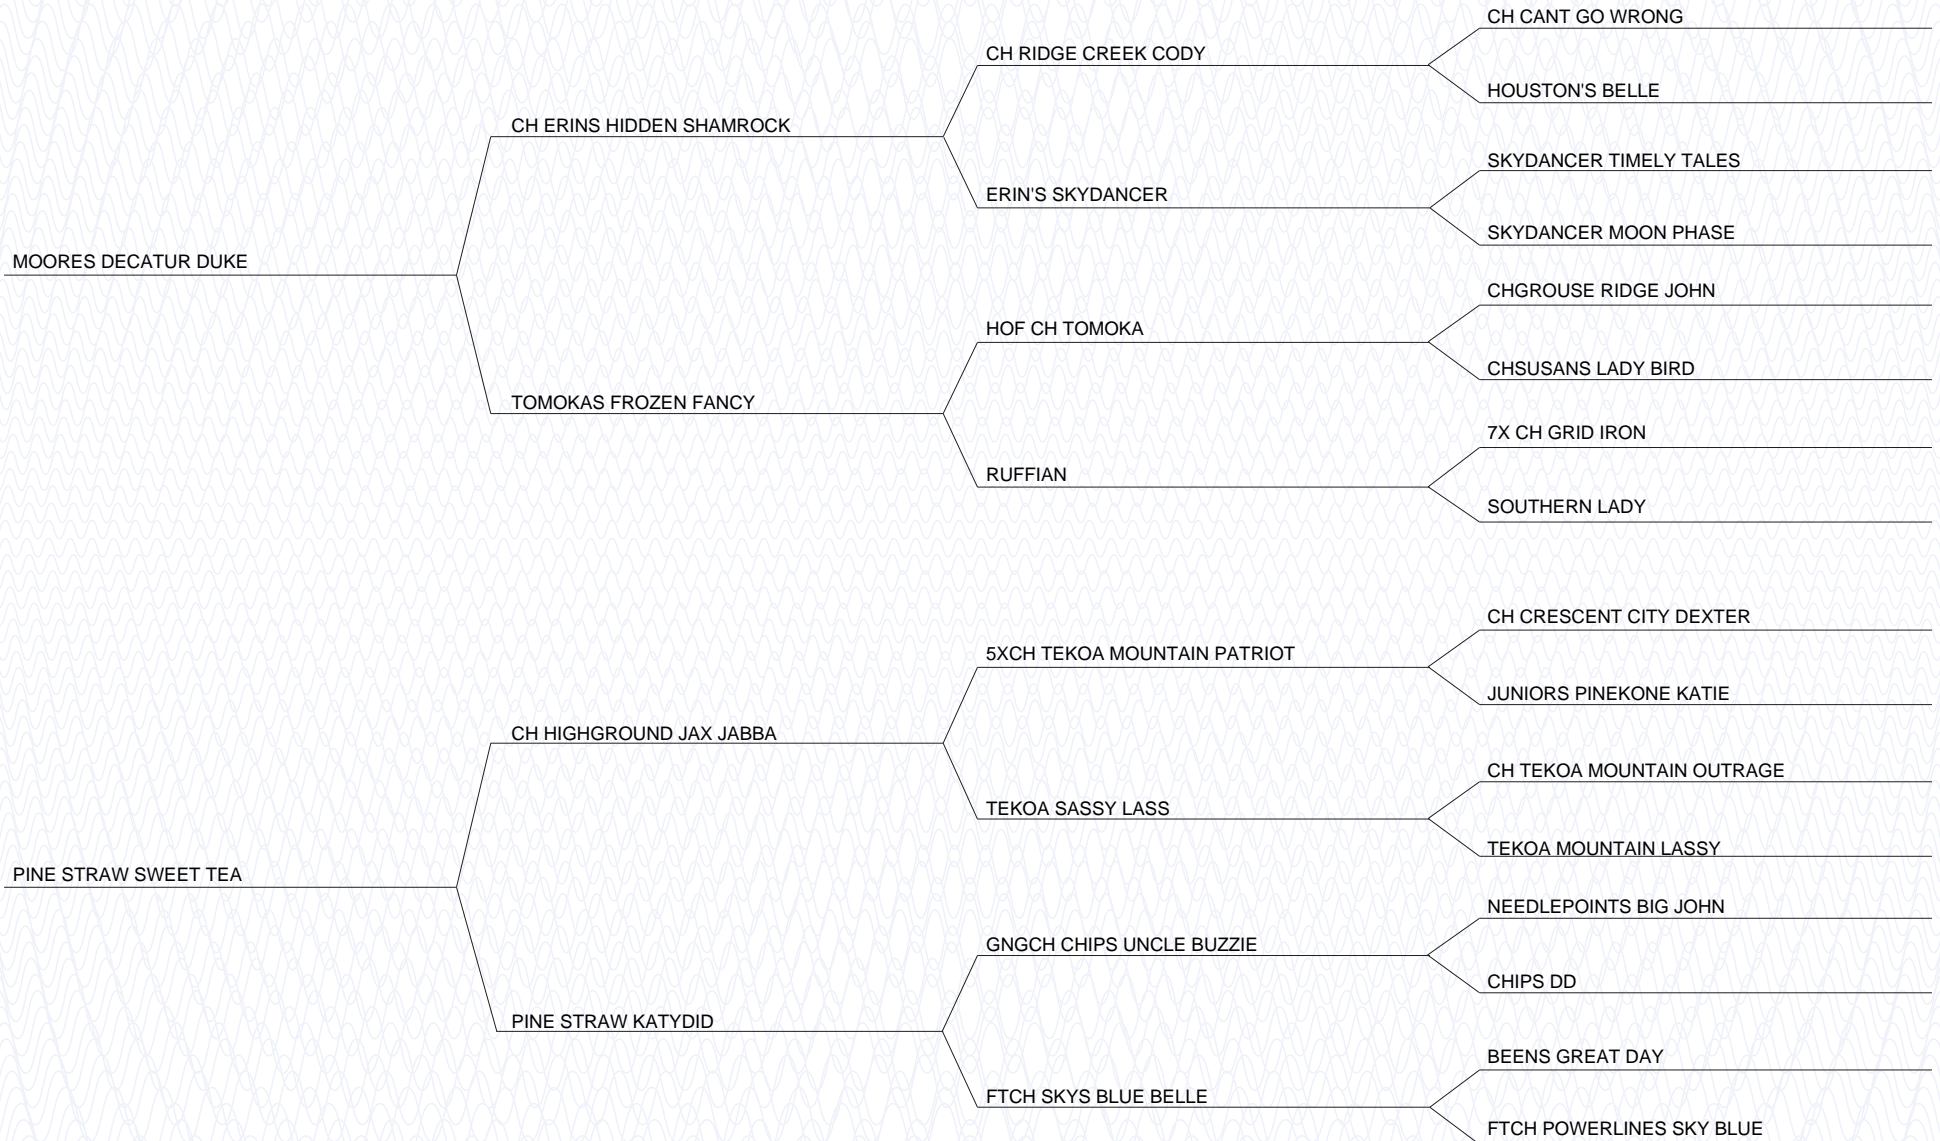 CH CANT GO WRONG
CH RIDGE CREEK CODY
HOUSTON'S BELLE
CH ERINS HIDDEN SHAMROCK
SKYDANCER TIMELY TALES
ERIN'S SKYDANCER
SKYDANCER MOON PHASE
MOORES DECATUR DUKE
CHGROUSE RIDGE JOHN
HOF CH TOMOKA
CHSUSANS LADY BIRD
TOMOKAS FROZEN FANCY
7X CH GRID IRON
RUFFIAN
SOUTHERN LADY
CH CRESCENT CITY DEXTER
5XCH TEKOA MOUNTAIN PATRIOT
JUNIORS PINEKONE KATIE
CH HIGHGROUND JAX JABBA
CH TEKOA MOUNTAIN OUTRAGE
TEKOA SASSY LASS
TEKOA MOUNTAIN LASSY
PINE STRAW SWEET TEA
NEEDLEPOINTS BIG JOHN
GNGCH CHIPS UNCLE BUZZIE
CHIPS DD
PINE STRAW KATYDID
BEENS GREAT DAY
FTCH SKYS BLUE BELLE
FTCH POWERLINES SKY BLUE